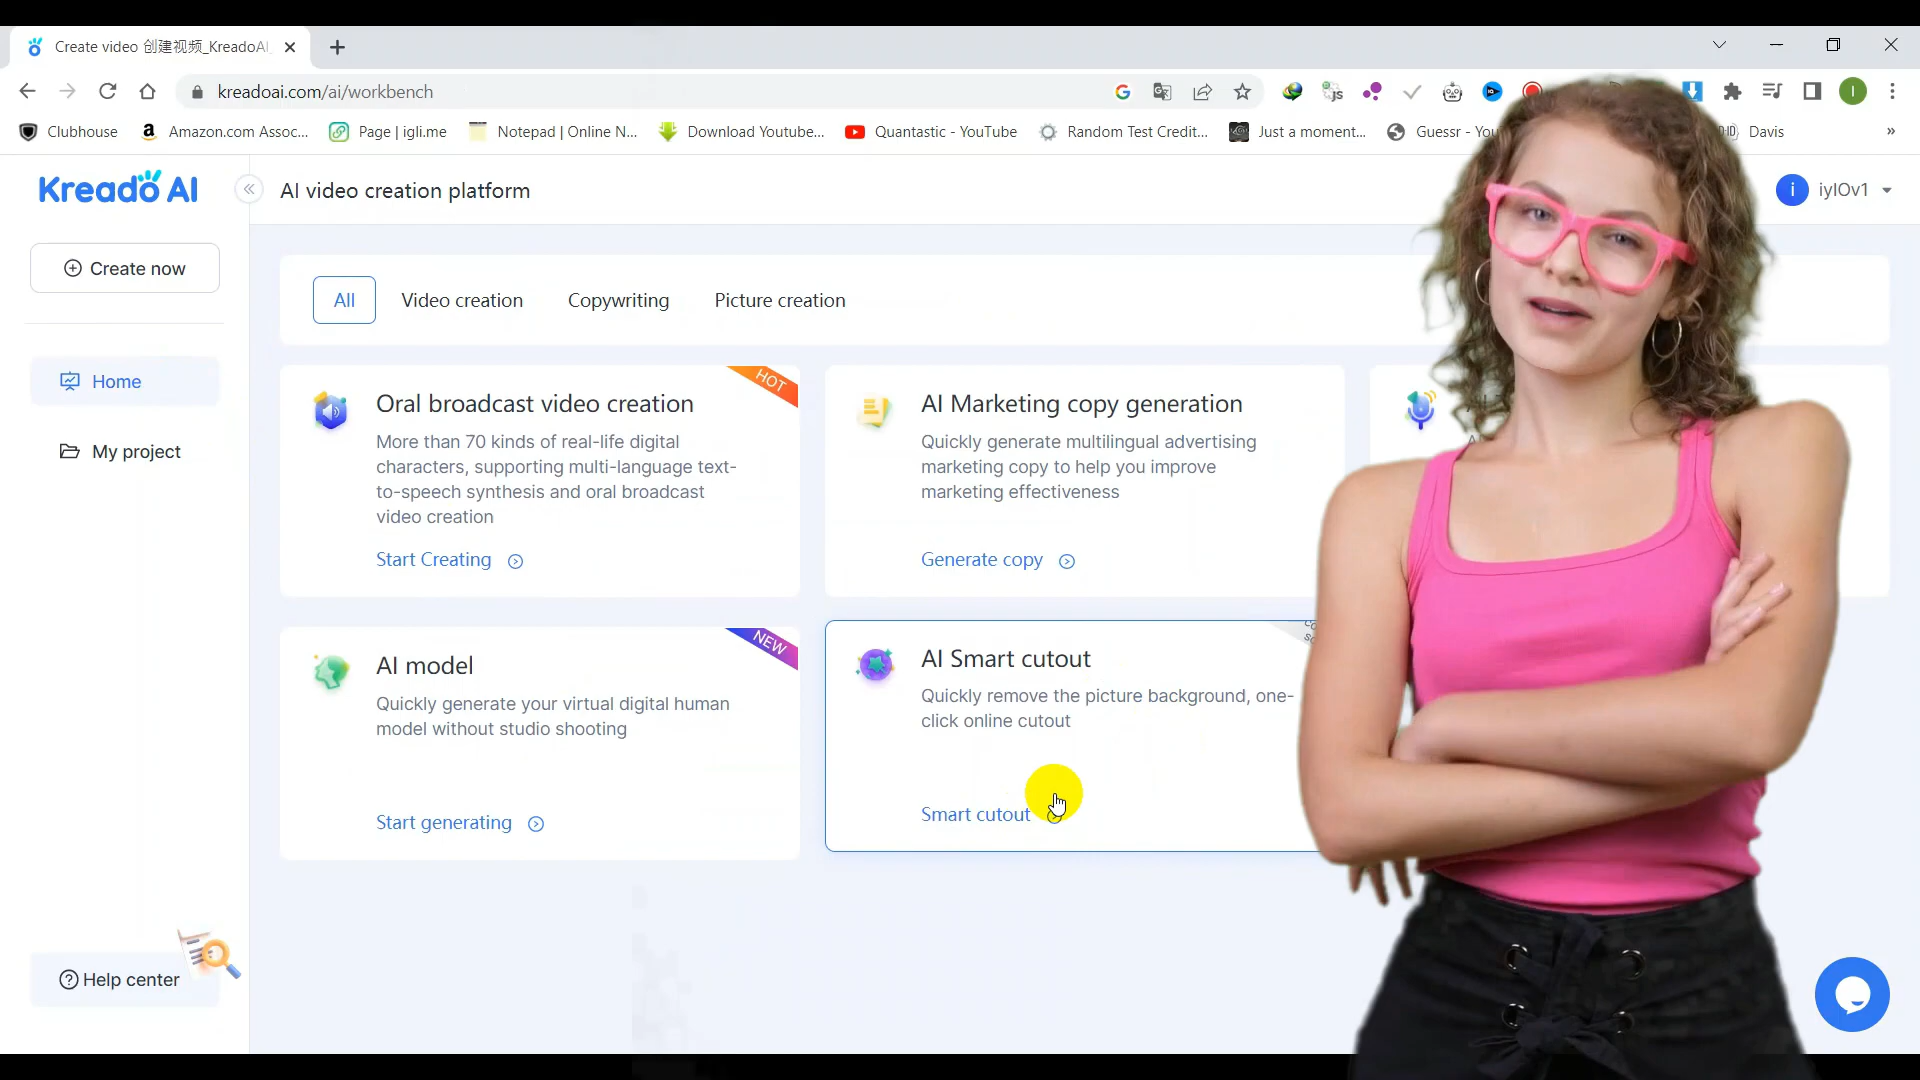 Create video 创建视频_KreadoAI
kreadoai.com/ai/workbench
Clubhouse
Amazon.com Assoc...
Page | igli.me
Notepad | Online N...
Download Youtube...
Quantastic - YouTube
Random Test Credit...
Just a moment...
Guessr - You
Davis
»
Kreado AI
AI video creation platform
i
iyIOv1
Create now
All
Video creation
Copywriting
Picture creation
Home
My project
HOT
Oral broadcast video creation
More than 70 kinds of real-life digital
characters, supporting multi-language text-
to-speech synthesis and oral broadcast
video creation
Start Creating
AI Marketing copy generation
Quickly generate multilingual advertising
marketing copy to help you improve
marketing effectiveness
Generate copy
NEW
AI model
Quickly generate your virtual digital human
model without studio shooting
Start generating
AI Smart cutout
Quickly remove the picture background, one-
click online cutout
Smart cutout
Help center